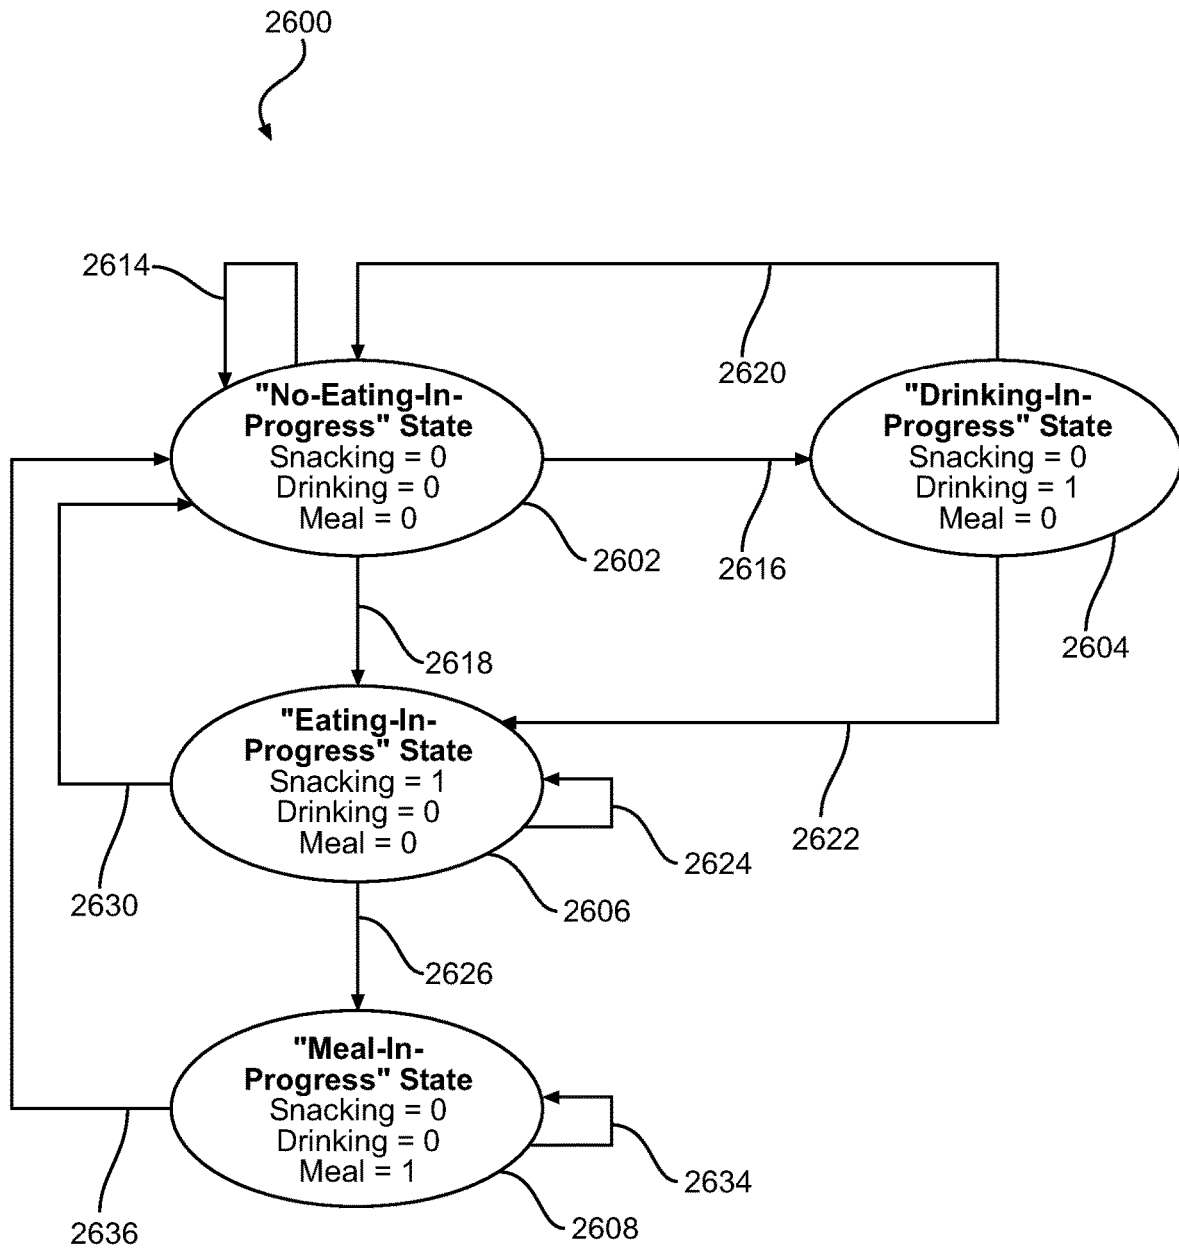 2600
2614
2620
"No-Eating-In-
Progress" State
Snacking = 0
Drinking = 0
Meal = 0
2602
2616
"Drinking-In-
Progress" State
Snacking = 0
Drinking = 1
Meal = 0
2604
2618
"Eating-In-
Progress" State
Snacking = 1
Drinking = 0
Meal = 0
2622
2624
2630
2606
2626
"Meal-In-
Progress" State
Snacking = 0
Drinking = 0
Meal = 1
2634
2636
2608